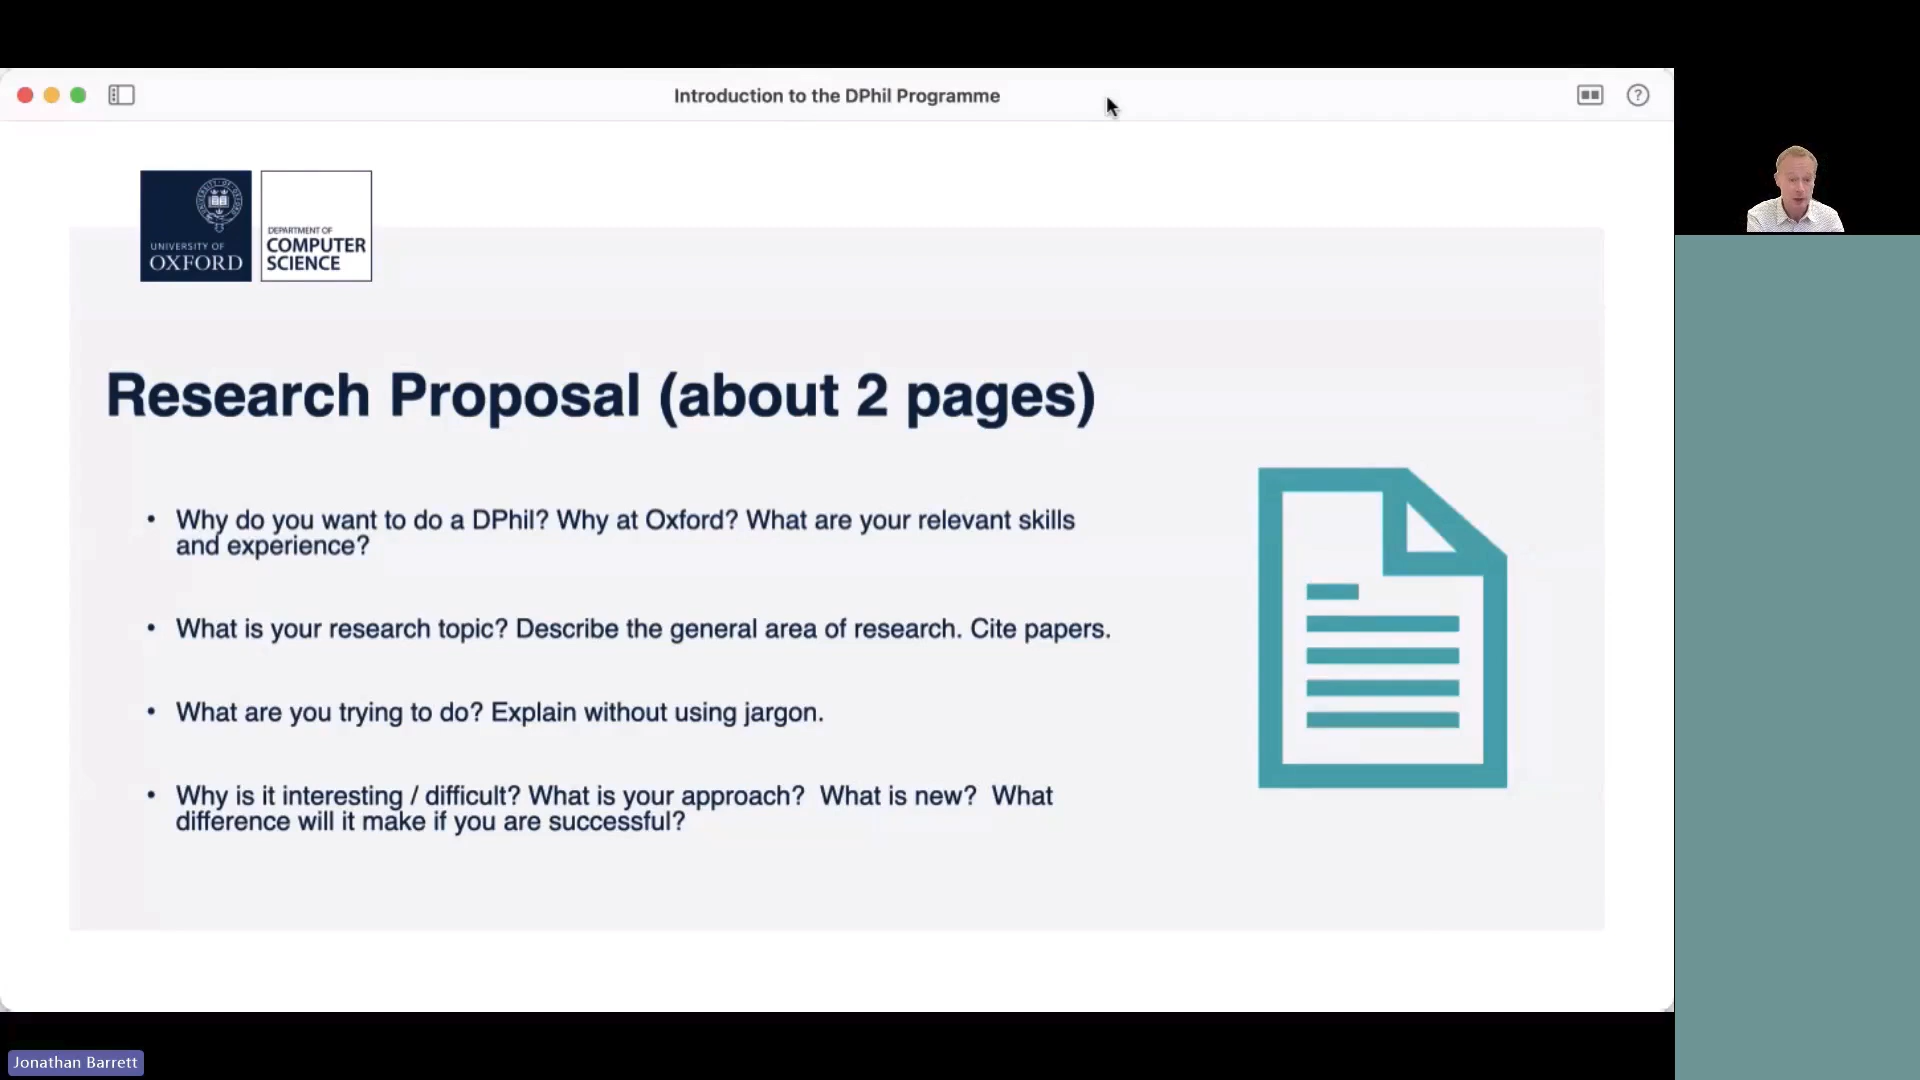 Introduction to the DPhil Programme
?
UNIVERSITY OF
OXFORD
DEPARTMENT OF
COMPUTER
SCIENCE
Research Proposal (about 2 pages)
• Why do you want to do a DPhil? Why at Oxford? What are your relevant skills
and experience?
• What is your research topic? Describe the general area of research. Cite papers.
• What are you trying to do? Explain without using jargon.
• Why is it interesting / difficult? What is your approach?  What is new?  What
difference will it make if you are successful?
Jonathan Barrett